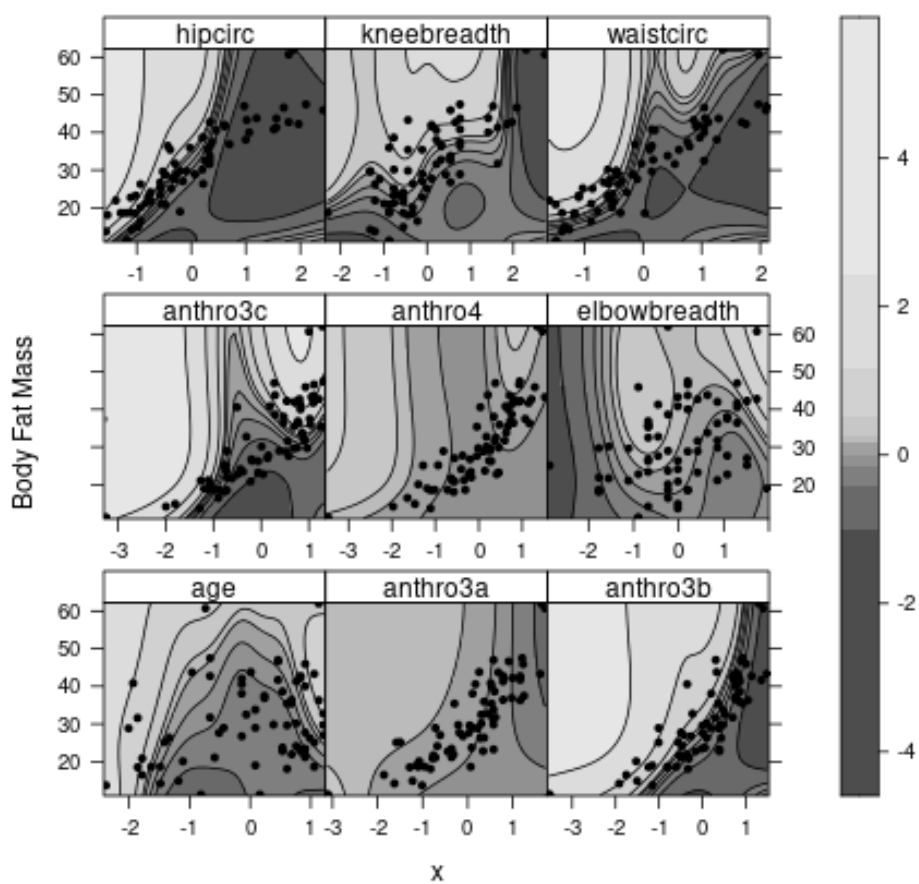 hipcirc kneebreadth waistcirc
60
50
40
30
20
-1 0 1 2 -2 -1 0 1 2 -1 0 1 2
anthro3c anthro4 elbowbreadth
60
50
40
30
20
-3 -2 -1 0 1 -3 -2 -1 0 1 -2 -1 0 1
age anthro3a anthro3b
60
50
40
30
20
-2 -1 0 1 -3 -2 -1 0 1 -3 -2 -1 0 1
Body Fat Mass
x
4
2
0
-2
-4